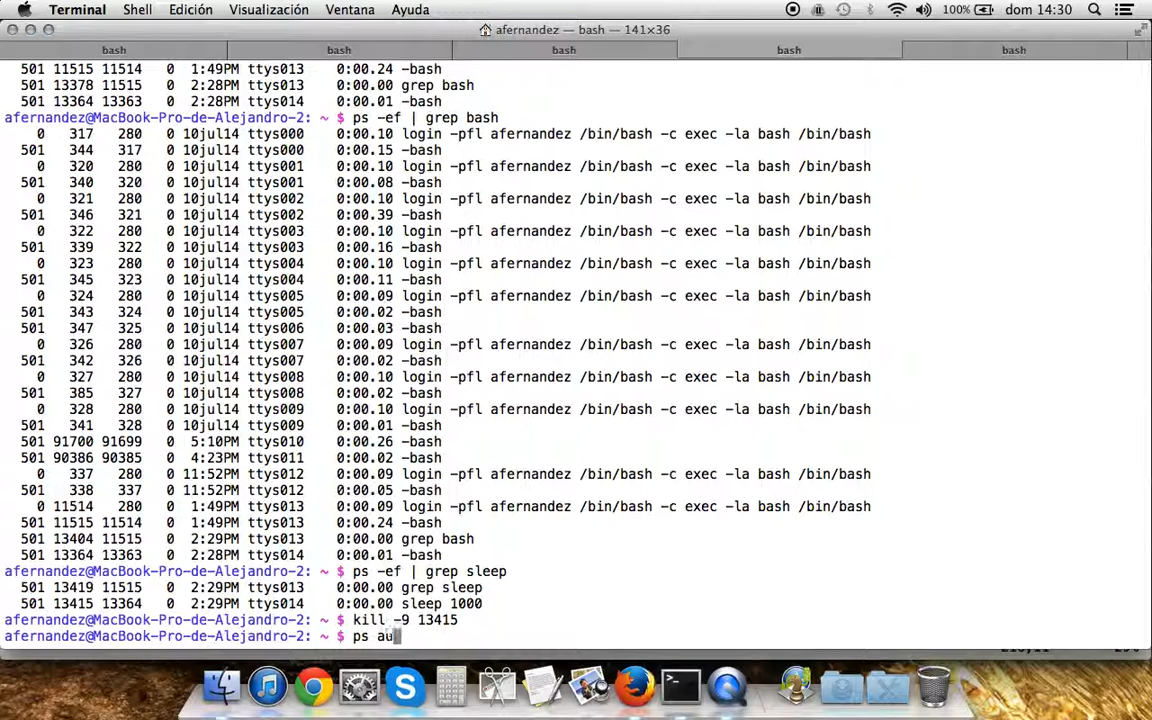 Terminal Shell Edición Visualización Ventana Ayuda 100% dom 14:30
afernandez — bash — 141×36
bash bash bash bash bash
501 11515 11514 0 1:49PM ttys013 0:00.24 -bash
501 13378 11515 0 2:28PM ttys013 0:00.00 grep bash
501 13364 13363 0 2:28PM ttys014 0:00.01 -bash
afernandez@MacBook-Pro-de-Alejandro-2: ~ $ ps -ef | grep bash
0 317 280 0 10jul14 ttys000 0:00.10 login -pfl afernandez /bin/bash -c exec -la bash /bin/bash
501 344 317 0 10jul14 ttys000 0:00.15 -bash
0 320 280 0 10jul14 ttys001 0:00.10 login -pfl afernandez /bin/bash -c exec -la bash /bin/bash
501 340 320 0 10jul14 ttys001 0:00.08 -bash
0 321 280 0 10jul14 ttys002 0:00.10 login -pfl afernandez /bin/bash -c exec -la bash /bin/bash
501 346 321 0 10jul14 ttys002 0:00.39 -bash
0 322 280 0 10jul14 ttys003 0:00.10 login -pfl afernandez /bin/bash -c exec -la bash /bin/bash
501 339 322 0 10jul14 ttys003 0:00.16 -bash
0 323 280 0 10jul14 ttys004 0:00.10 login -pfl afernandez /bin/bash -c exec -la bash /bin/bash
501 345 323 0 10jul14 ttys004 0:00.11 -bash
0 324 280 0 10jul14 ttys005 0:00.09 login -pfl afernandez /bin/bash -c exec -la bash /bin/bash
501 343 324 0 10jul14 ttys005 0:00.02 -bash
501 347 325 0 10jul14 ttys006 0:00.03 -bash
0 326 280 0 10jul14 ttys007 0:00.09 login -pfl afernandez /bin/bash -c exec -la bash /bin/bash
501 342 326 0 10jul14 ttys007 0:00.02 -bash
0 327 280 0 10jul14 ttys008 0:00.10 login -pfl afernandez /bin/bash -c exec -la bash /bin/bash
501 385 327 0 10jul14 ttys008 0:00.02 -bash
0 328 280 0 10jul14 ttys009 0:00.10 login -pfl afernandez /bin/bash -c exec -la bash /bin/bash
501 341 328 0 10jul14 ttys009 0:00.01 -bash
501 91700 91699 0 5:10PM ttys010 0:00.26 -bash
501 90386 90385 0 4:23PM ttys011 0:00.02 -bash
0 337 280 0 11:52PM ttys012 0:00.09 login -pfl afernandez /bin/bash -c exec -la bash /bin/bash
501 338 337 0 11:52PM ttys012 0:00.05 -bash
0 11514 280 0 1:49PM ttys013 0:00.09 login -pfl afernandez /bin/bash -c exec -la bash /bin/bash
501 11515 11514 0 1:49PM ttys013 0:00.24 -bash
501 13404 11515 0 2:29PM ttys013 0:00.00 grep bash
501 13364 13363 0 2:28PM ttys014 0:00.01 -bash
afernandez@MacBook-Pro-de-Alejandro-2: ~ $ ps -ef | grep sleep
501 13419 11515 0 2:29PM ttys013 0:00.00 grep sleep
501 13415 13364 0 2:29PM ttys014 0:00.00 sleep 1000
afernandez@MacBook-Pro-de-Alejandro-2: ~ $ kill -9 13415
afernandez@MacBook-Pro-de-Alejandro-2: ~ $ ps au